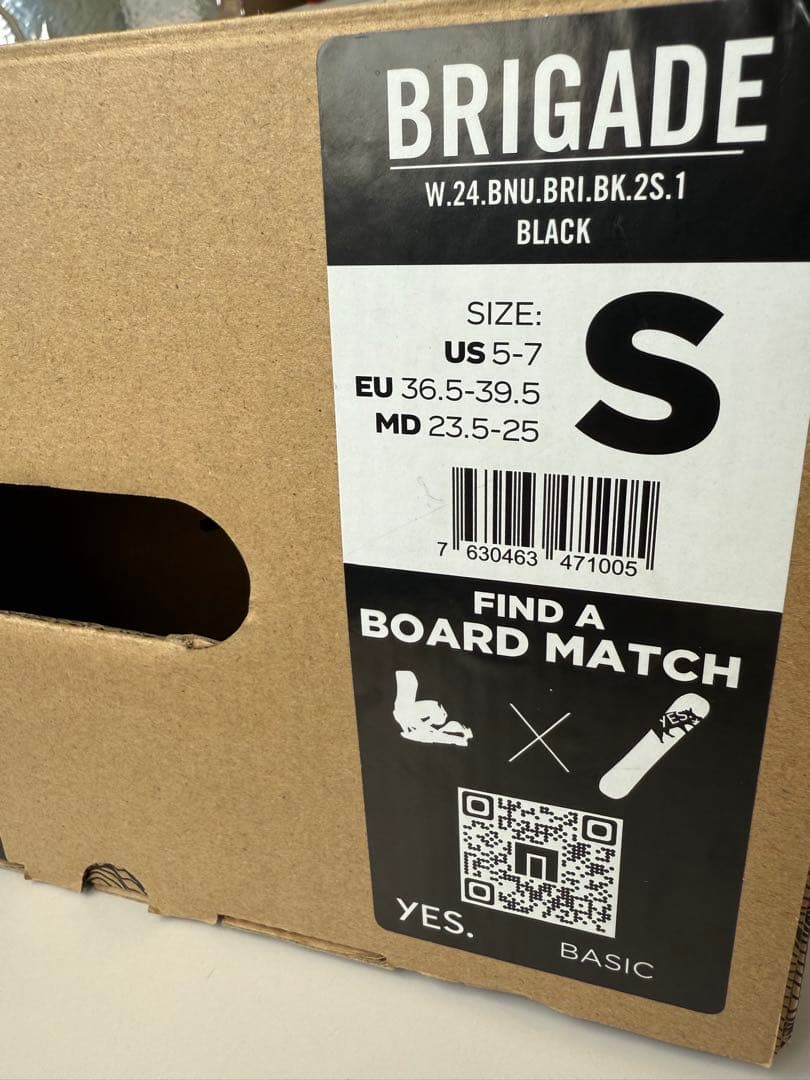 BRIGADE
W.24.BNU.BRI.BK.2S.1
BLACK
SIZE:
US 5-7
EU 36.5-39.5
MD 23.5-25
S
7 630463 471005
FIND A
BOARD MATCH
YES.
YES.
BASIC